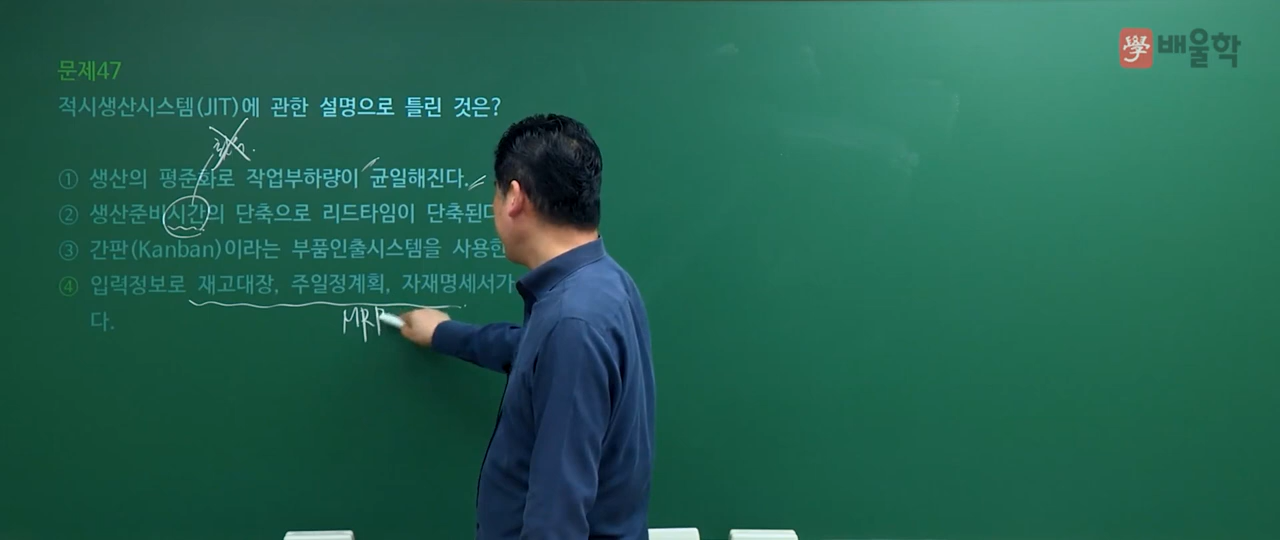 學 배울학
문제47
적시생산시스템(JIT)에 관한 설명으로 틀린 것은?
① 생산의 평준화로 작업부하량이 균일해진다.
② 생산준비시간의 단축으로 리드타임이 단축된다
③ 간판(Kanban)이라는 부품인출시스템을 사용한
④ 입력정보로 재고대장, 주일정계획, 자재명세서가
다.
MRP